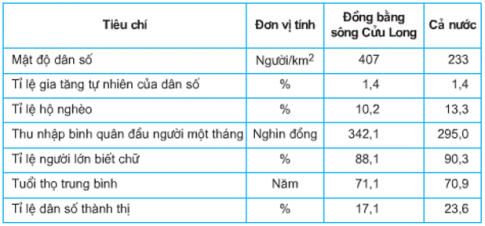 Tiêu chí Đơn vị tính Đồng bằng sông Cửu Long Cả nước
Mật độ dân số Người/km2 407 233
Tỉ lệ gia tăng tự nhiên của dân số % 1,4 1,4
Tỉ lệ hộ nghèo % 10,2 13,3
Thu nhập bình quân đầu người một tháng Nghìn đồng 342,1 295,0
Tỉ lệ người lớn biết chữ % 88,1 90,3
Tuổi thọ trung bình Năm 71,1 70,9
Tỉ lệ dân số thành thị % 17,1 23,6